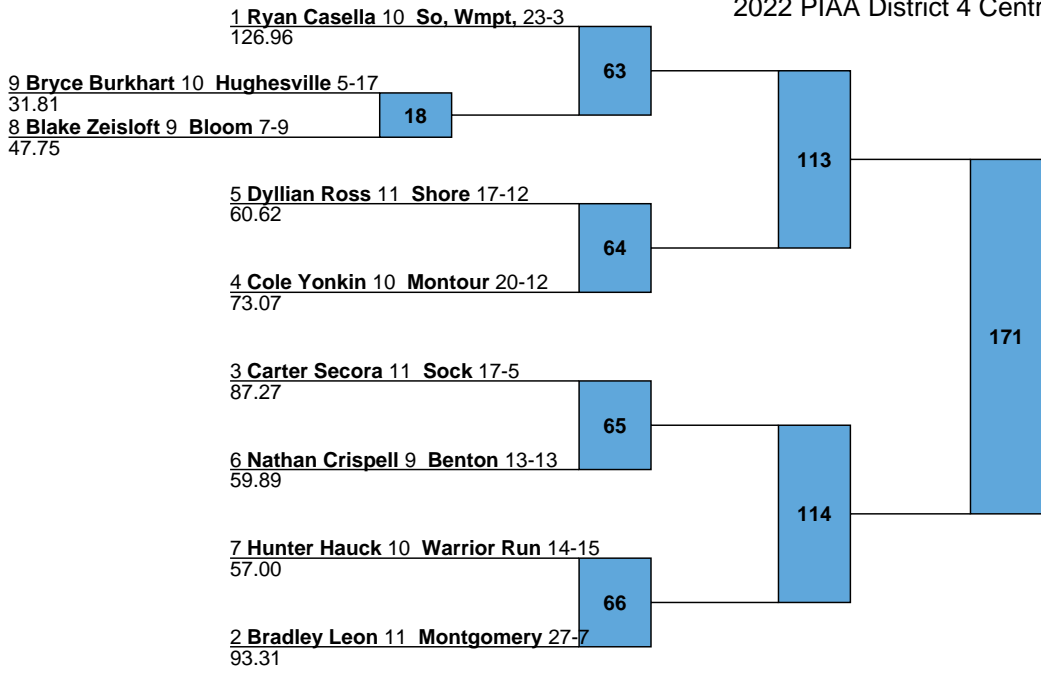 2022 PIAA District 4 Centr
1 Ryan Casella 10 So, Wmpt, 23-3
126.96
63
9 Bryce Burkhart 10 Hughesville 5-17
31.81
18
8 Blake Zeisloft 9 Bloom 7-9
47.75
113
5 Dyllian Ross 11 Shore 17-12
60.62
64
4 Cole Yonkin 10 Montour 20-12
73.07
171
3 Carter Secora 11 Sock 17-5
87.27
65
6 Nathan Crispell 9 Benton 13-13
59.89
114
7 Hunter Hauck 10 Warrior Run 14-15
57.00
66
2 Bradley Leon 11 Montgomery 27-7
93.31